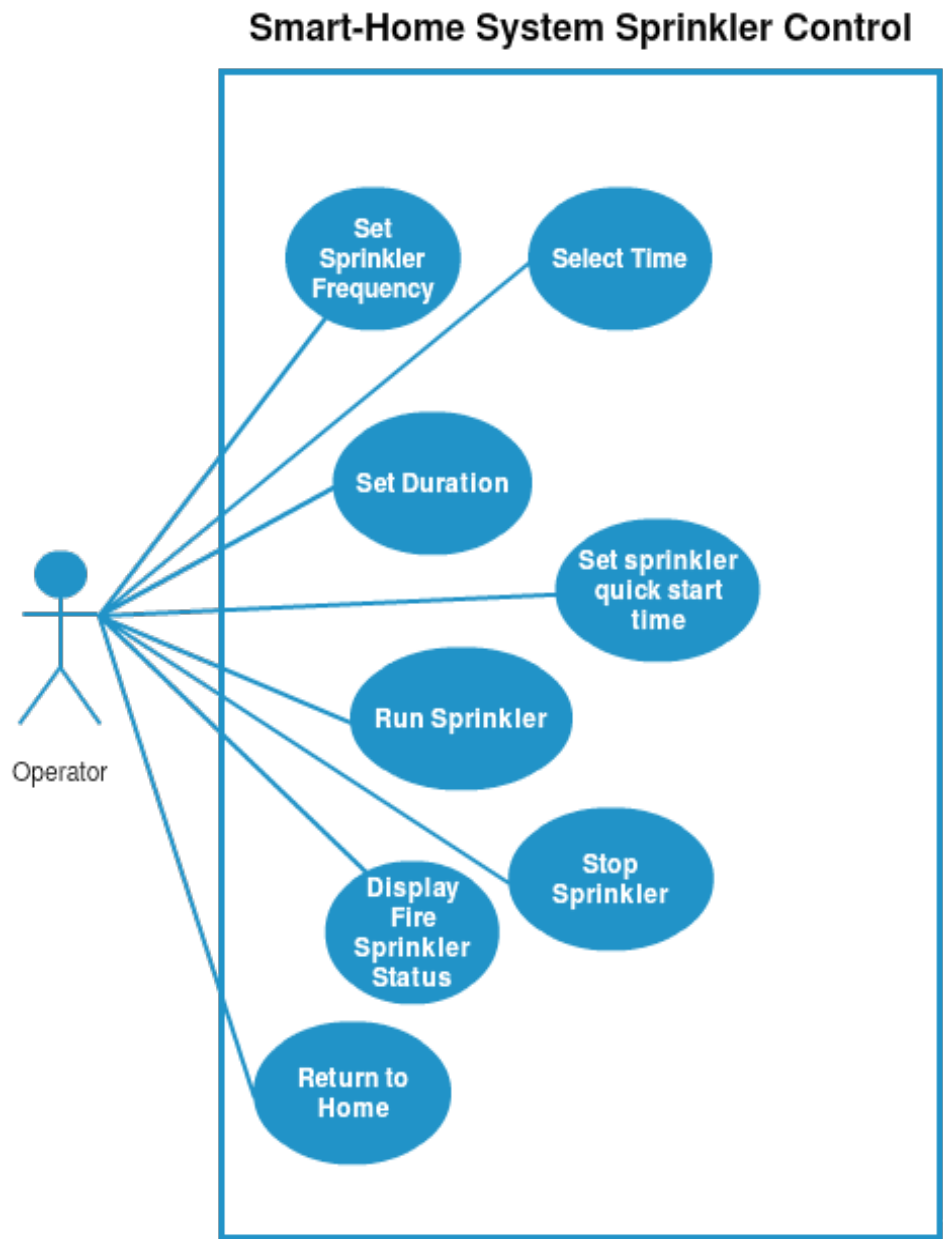 Smart-Home System Sprinkler Control
Set
Sprinkler
Frequency
Select Time
Set Duration
Set sprinkler
quick start
time
Run Sprinkler
Operator
Stop
Sprinkler
Display
Fire
Sprinkler
Status
Return to
Home